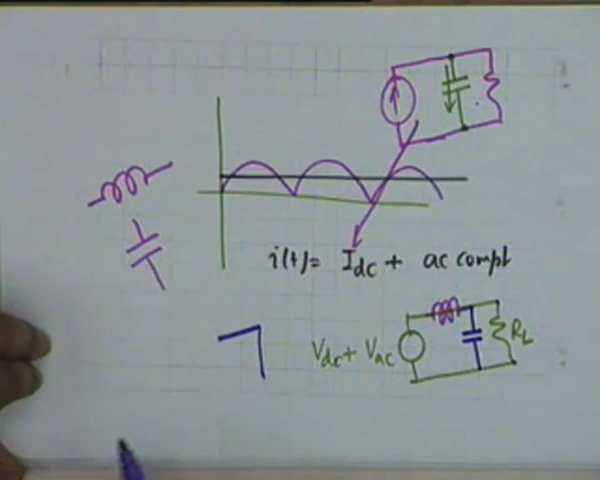 i(t)= Idc + ac compt
Vdc + Vac
RL